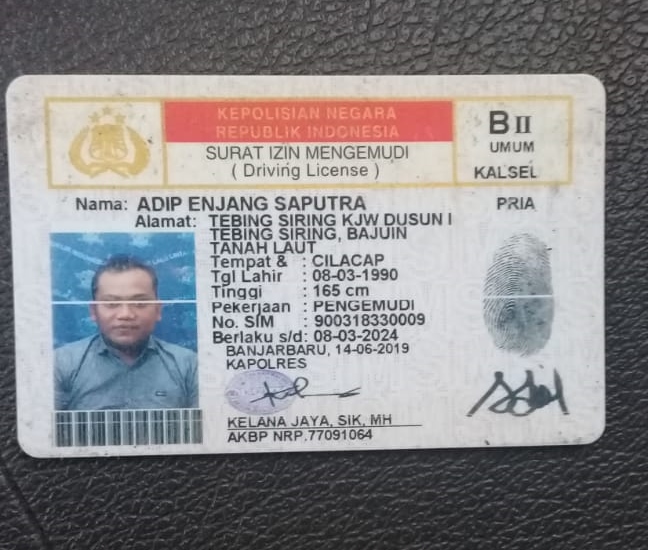 KEPOLISIAN NEGARA
REPUBLIK INDONESIA
SURAT IZIN MENGEMUDI
( Driving License )
B II
UMUM
KALSEL
Nama: ADIP ENJANG SAPUTRA
PRIA
Alamat: TEBING SIRING KJW DUSUN I
TEBING SIRING, BAJUIN
TANAH LAUT
Tempat & : CILACAP
Tgl Lahir : 08-03-1990
Tinggi : 165 cm
Pekerjaan : PENGEMUDI
No. SIM : 900318330009
Berlaku s/d: 08-03-2024
BANJARBARU, 14-06-2019
KAPOLRES
KELANA JAYA, SIK, MH
AKBP NRP.77091064